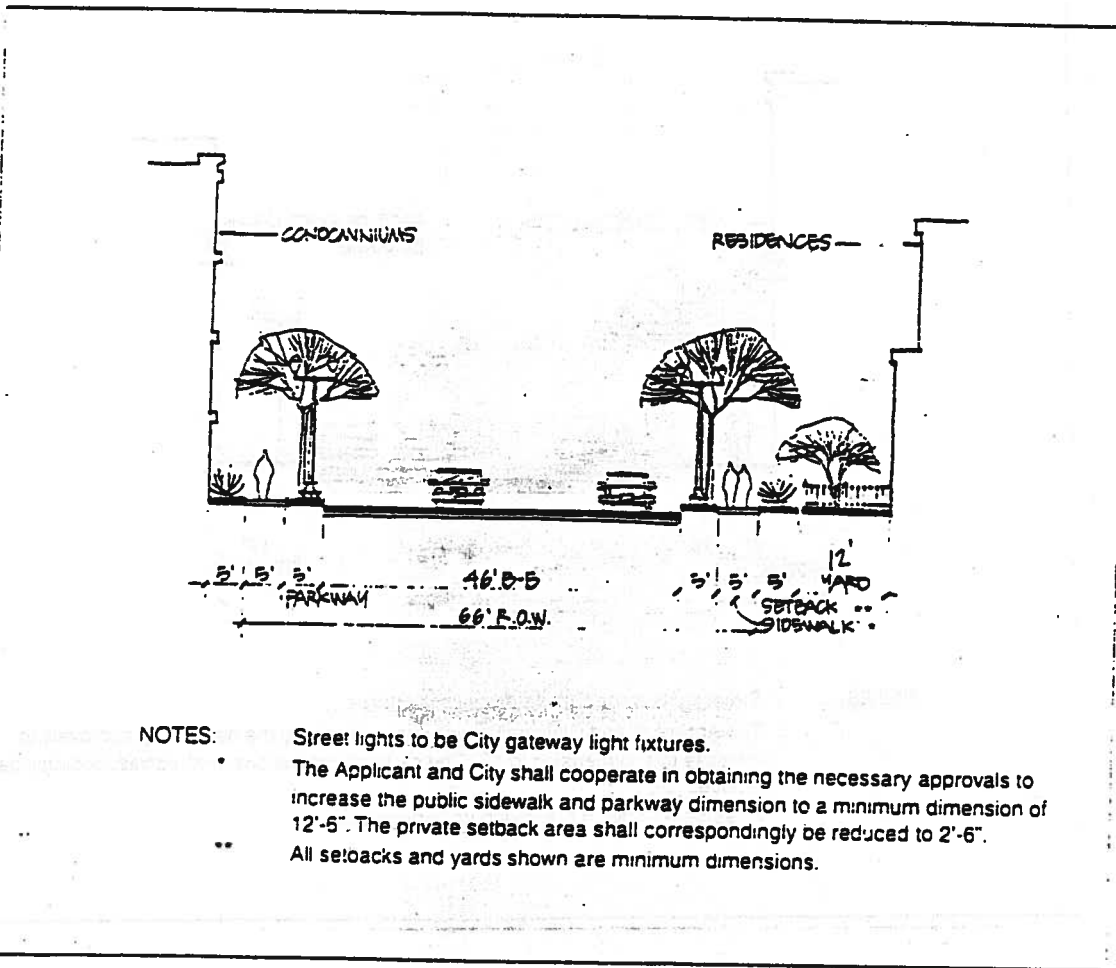 CONDOMINIUMS
RESIDENCES
5' 5' 5' 46' B-B 5' 5' 5' 12' YARD
PARKWAY
66' R.O.W.
SETBACK **
SIDEWALK *
NOTES: Street lights to be City gateway light fixtures.
* The Applicant and City shall cooperate in obtaining the necessary approvals to
increase the public sidewalk and parkway dimension to a minimum dimension of
12'-6". The private setback area shall correspondingly be reduced to 2'-6".
** All setbacks and yards shown are minimum dimensions.